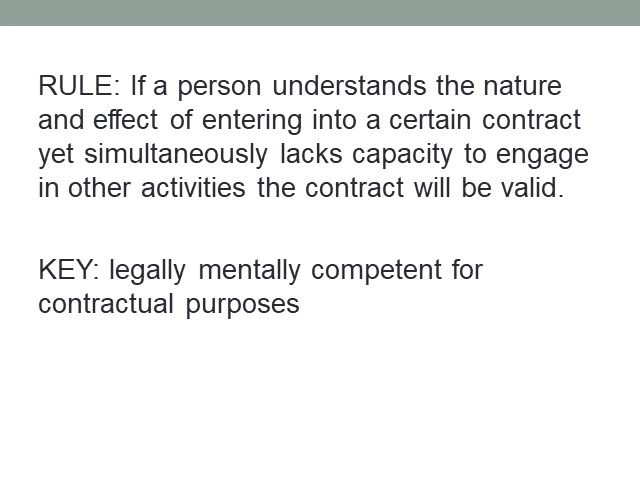 RULE: If a person understands the nature
and effect of entering into a certain contract
yet simultaneously lacks capacity to engage
in other activities the contract will be valid.
KEY: legally mentally competent for
contractual purposes